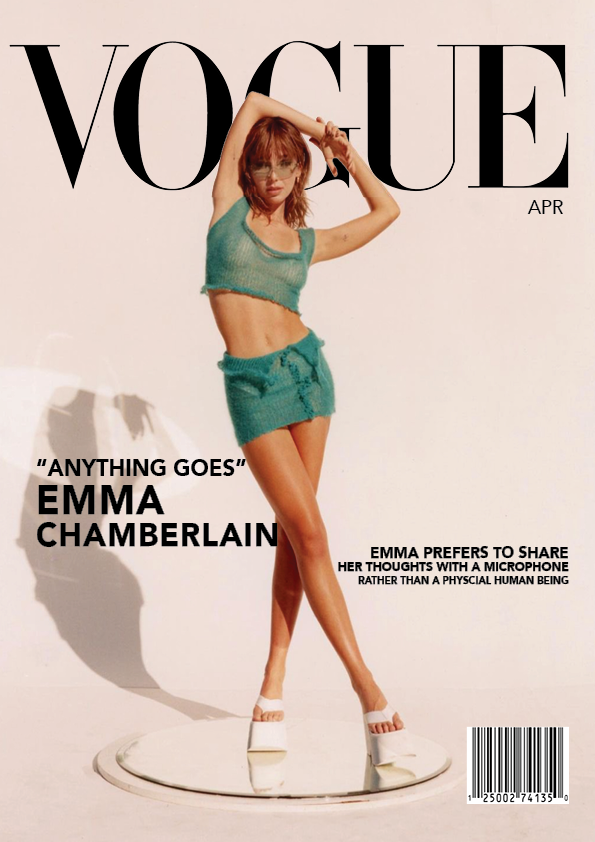 VOGUE
APR
“ANYTHING GOES”
EMMA
CHAMBERLAIN
EMMA PREFERS TO SHARE
HER THOUGHTS WITH A MICROPHONE
RATHER THAN A PHYSCIAL HUMAN BEING
1 25002 74135 0